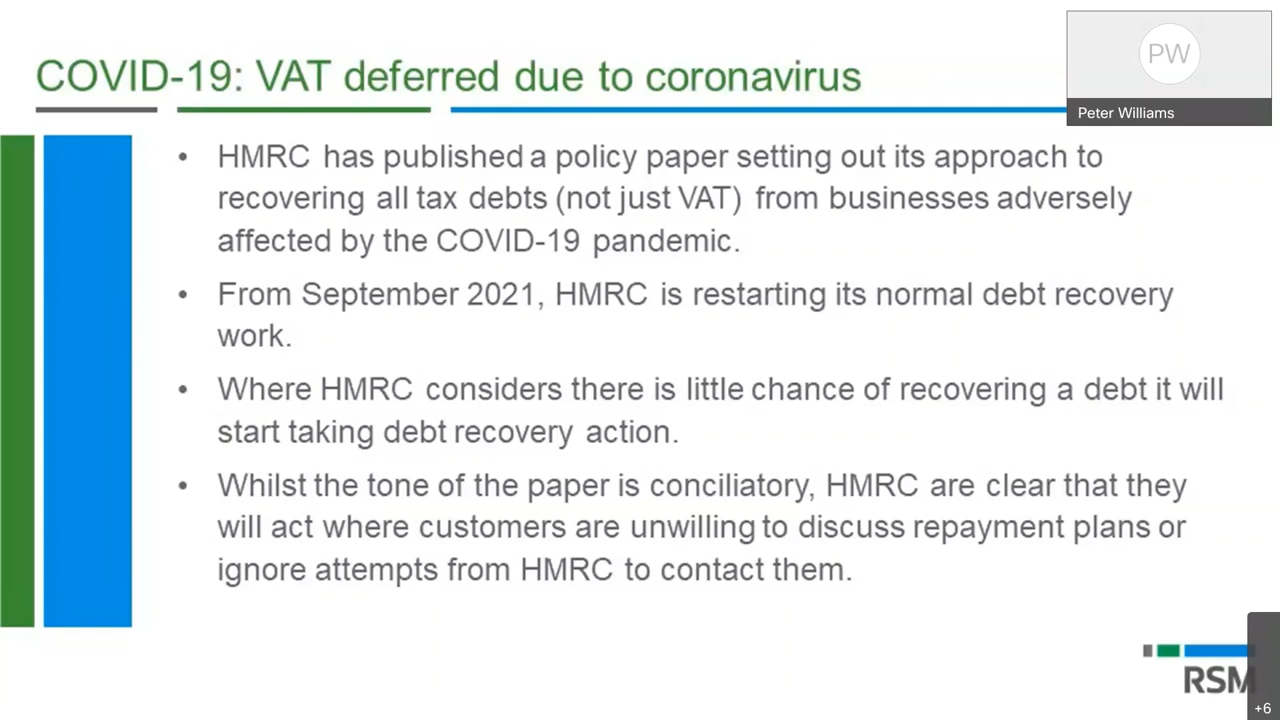 COVID-19: VAT deferred due to coronavirus
PW
Peter Williams
• HMRC has published a policy paper setting out its approach to
recovering all tax debts (not just VAT) from businesses adversely
affected by the COVID-19 pandemic.
• From September 2021, HMRC is restarting its normal debt recovery
work.
• Where HMRC considers there is little chance of recovering a debt it will
start taking debt recovery action.
• Whilst the tone of the paper is conciliatory, HMRC are clear that they
will act where customers are unwilling to discuss repayment plans or
ignore attempts from HMRC to contact them.
RSM
+6